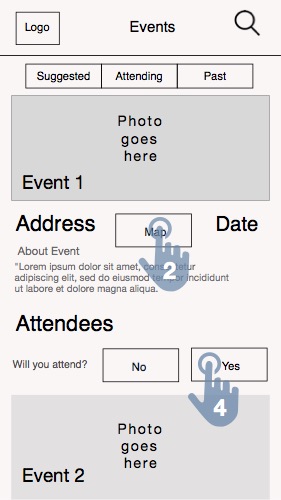 Logo
Events
Suggested
Attending
Past
Photo
goes
here
Event 1
Address
Map
Date
2
About Event
"Lorem ipsum dolor sit amet, consectetur
adipiscing elit, sed do eiusmod tempor incididunt
ut labore et dolore magna aliqua.
Attendees
Will you attend?
No
Yes
4
Photo
goes
here
Event 2